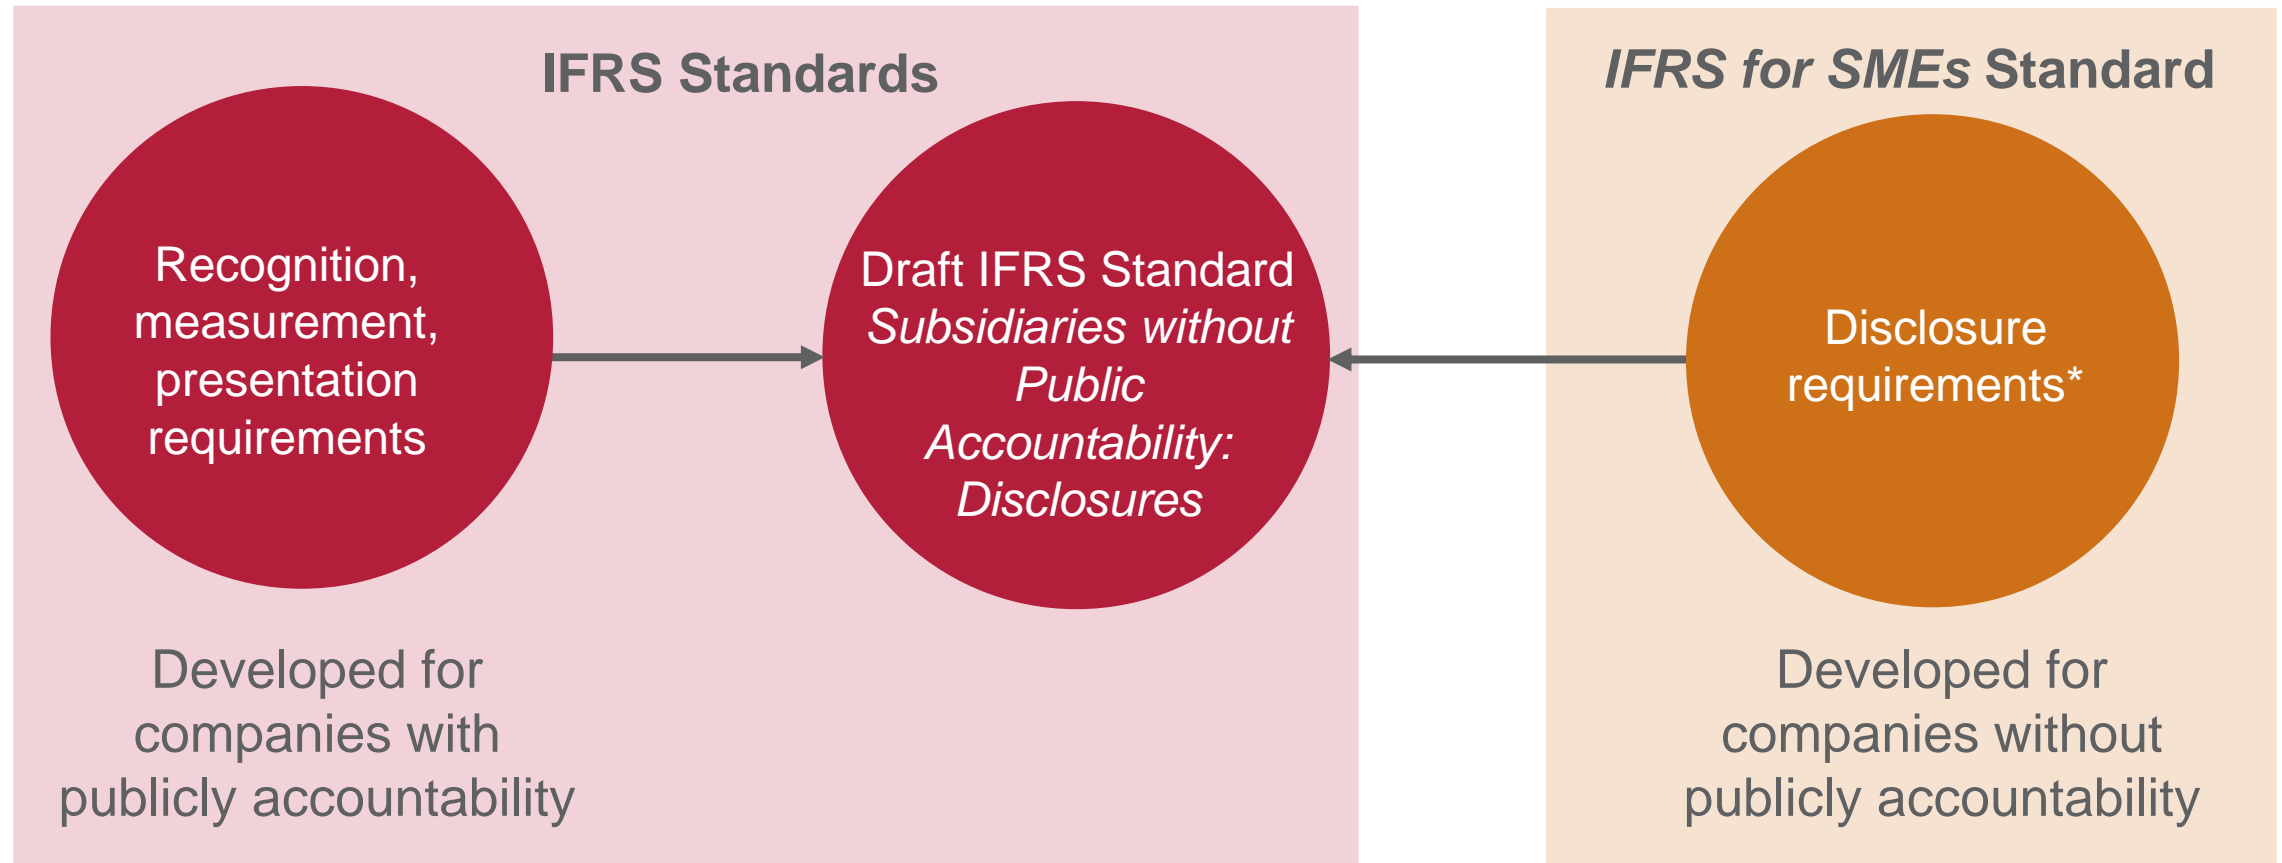 IFRS Standards
Recognition,
measurement,
presentation
requirements
Developed for
companies with
publicly accountability
Draft IFRS Standard
Subsidiaries without
Public
Accountability:
Disclosures
IFRS for SMEs Standard
Disclosure
requirements*
Developed for
companies without
publicly accountability